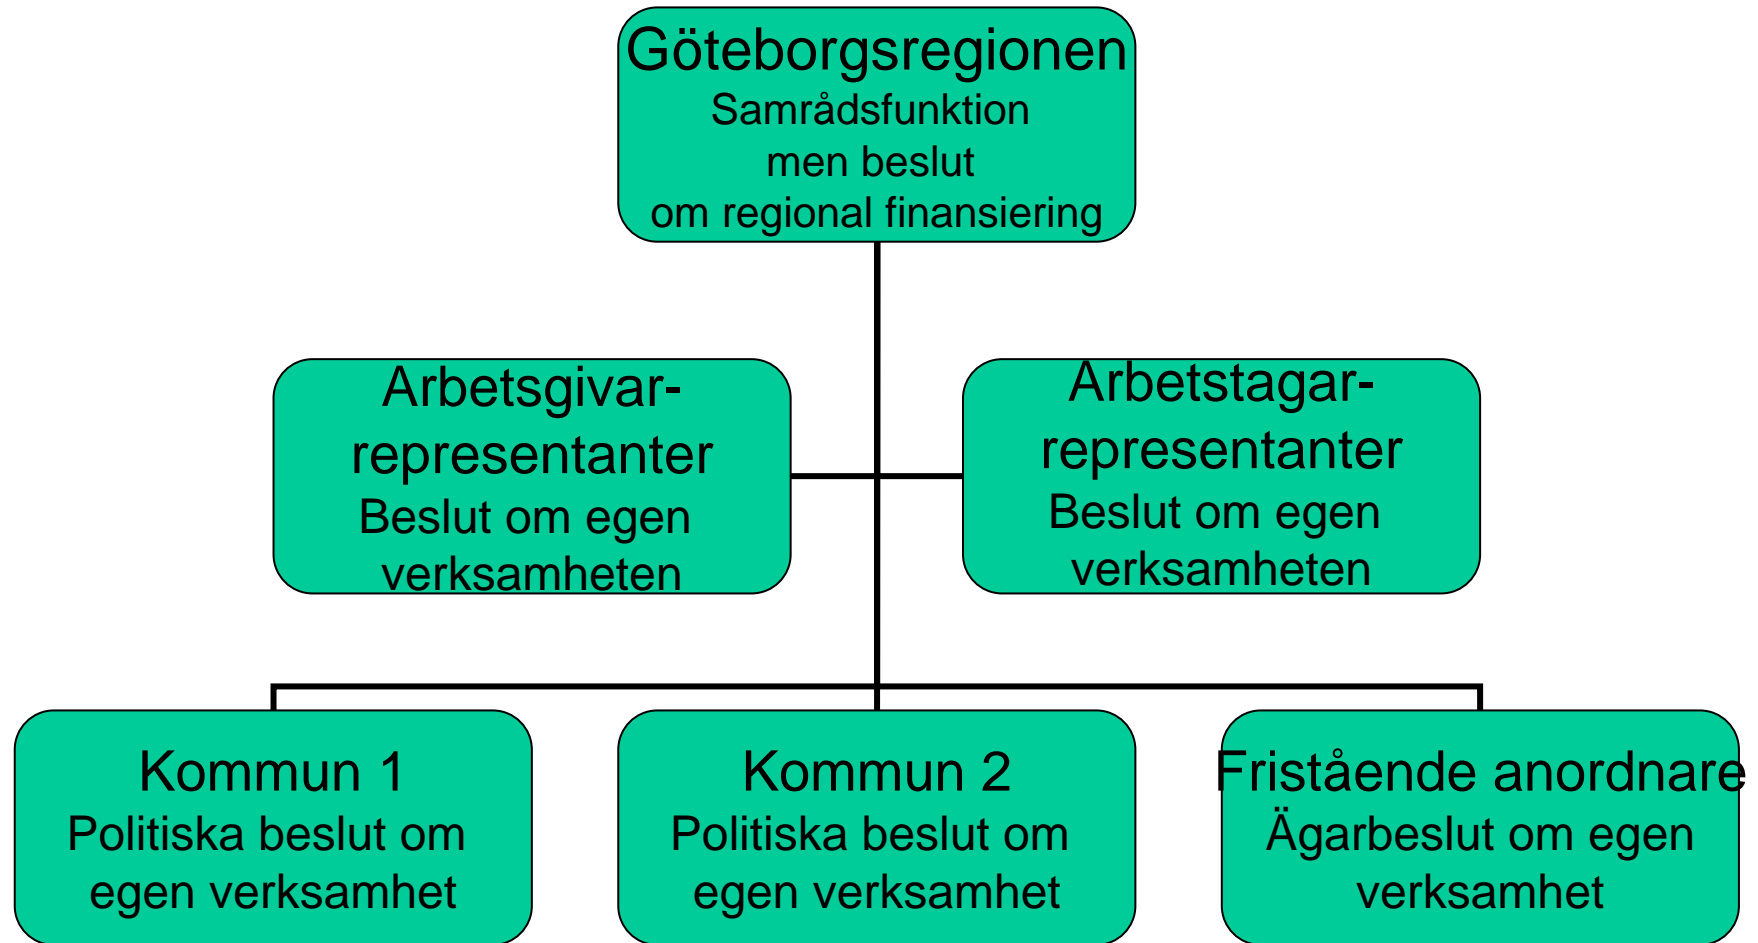 Göteborgsregionen
Samrådsfunktion
men beslut
om regional finansiering
Arbetsgivar-
representanter
Beslut om egen
verksamheten
Arbetstagar-
representanter
Beslut om egen
verksamheten
Kommun 1
Politiska beslut om
egen verksamhet
Kommun 2
Politiska beslut om
egen verksamhet
Fristående anordnare
Ägarbeslut om egen
verksamhet